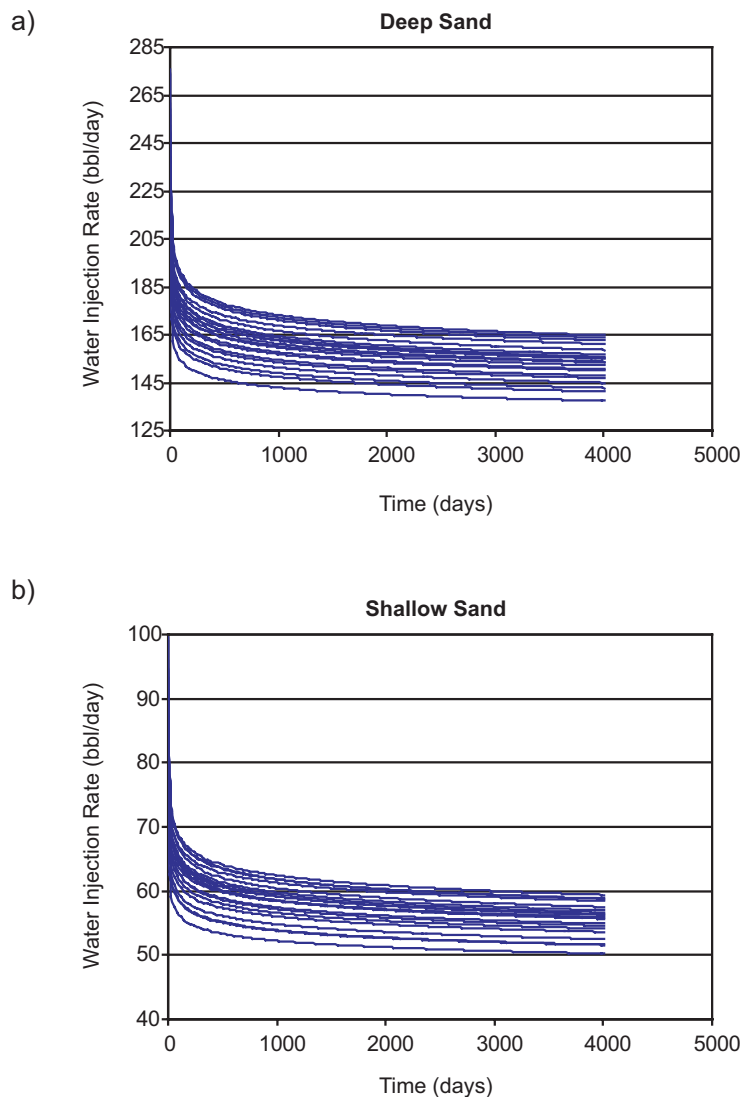 a)
Deep Sand
Water Injection Rate (bbl/day)
285
265
245
225
205
185
165
145
125
0 1000 2000 3000 4000 5000
Time (days)
b)
Shallow Sand
Water Injection Rate (bbl/day)
100
90
80
70
60
50
40
0 1000 2000 3000 4000 5000
Time (days)